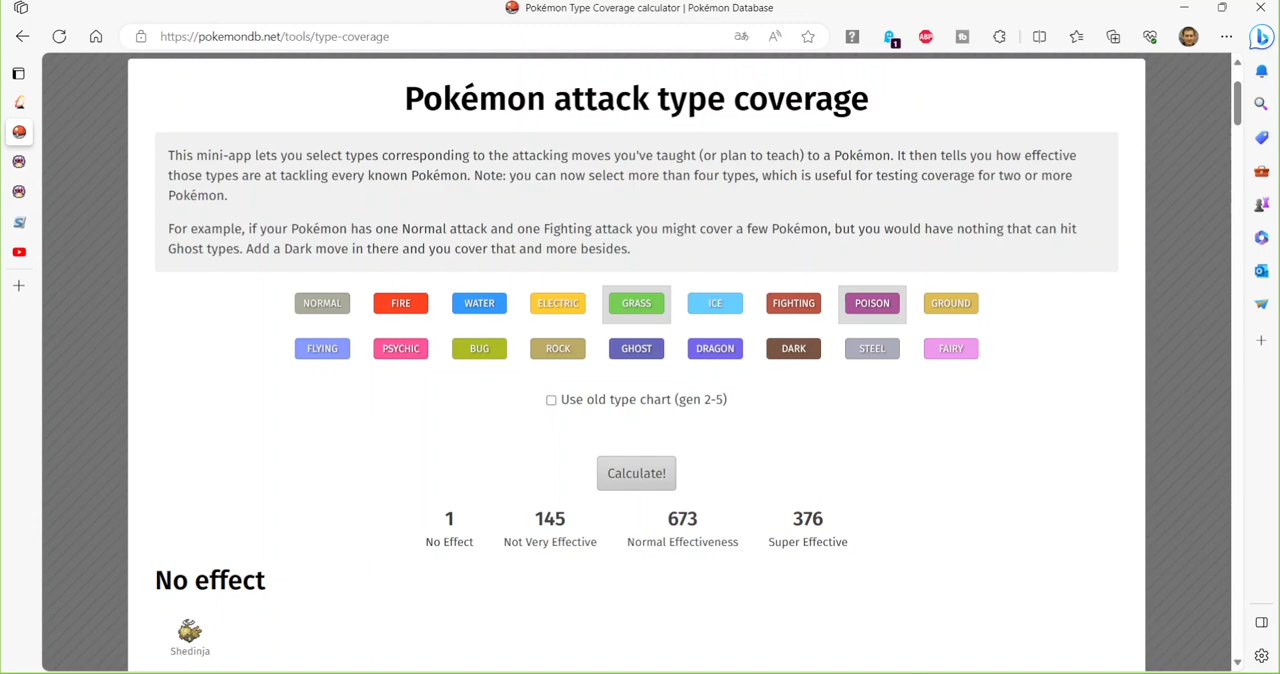 Pokémon Type Coverage calculator | Pokémon Database
https://pokemondb.net/tools/type-coverage
aあ
A
?
1
ABP
fb
Pokémon attack type coverage
This mini-app lets you select types corresponding to the attacking moves you've taught (or plan to teach) to a Pokémon. It then tells you how effective
those types are at tackling every known Pokémon. Note: you can now select more than four types, which is useful for testing coverage for two or more
Pokémon.
For example, if your Pokémon has one Normal attack and one Fighting attack you might cover a few Pokémon, but you would have nothing that can hit
Ghost types. Add a Dark move in there and you cover that and more besides.
NORMAL FIRE WATER ELECTRIC GRASS ICE FIGHTING POISON GROUND
FLYING PSYCHIC BUG ROCK GHOST DRAGON DARK STEEL FAIRY
Use old type chart (gen 2-5)
Calculate!
1 145 673 376
No Effect Not Very Effective Normal Effectiveness Super Effective
No effect
Shedinja